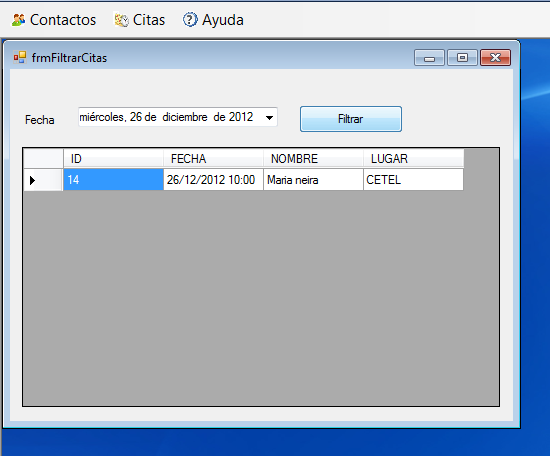 Contactos Citas Ayuda
frmFiltrarCitas
Fecha miércoles, 26 de diciembre de 2012 Filtrar
ID FECHA NOMBRE LUGAR
14 26/12/2012 10:00 Maria neira CETEL